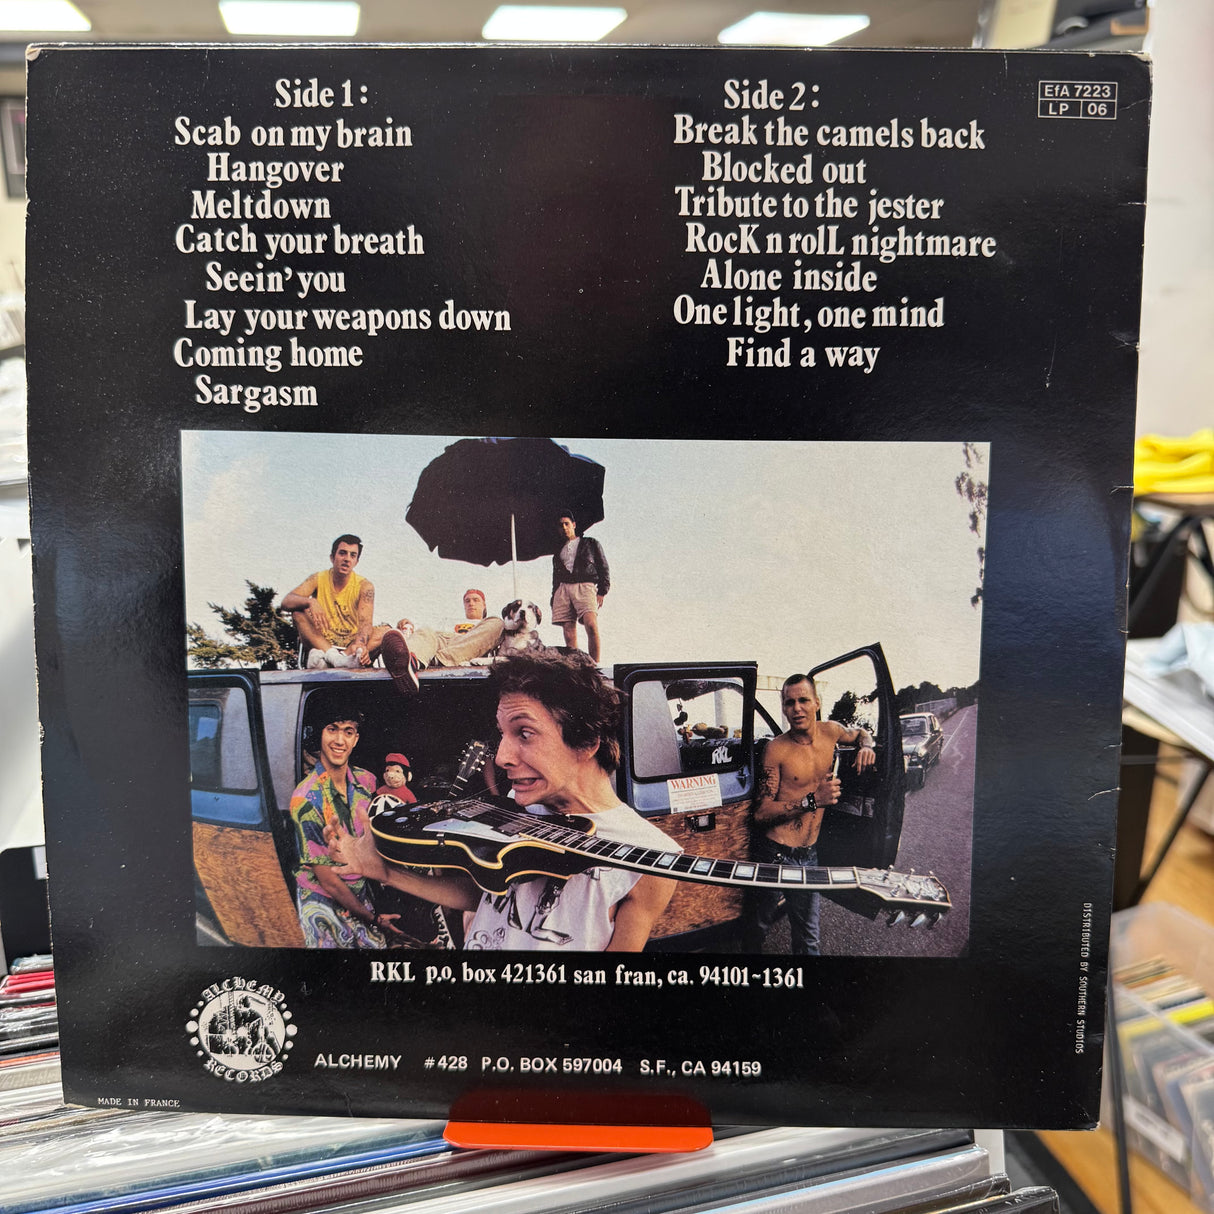 Side 1:
Scab on my brain
Hangover
Meltdown
Catch your breath
Seein' you
Lay your weapons down
Coming home
Sargasm
Side 2:
Break the camels back
Blocked out
Tribute to the jester
RocK n rolL nightmare
Alone inside
One light, one mind
Find a way
EfA 7223
LP 06
RKL
WARNING
RKL p.o. box 421361 san fran, ca. 94101-1361
ALCHEMY
RECORDS
ALCHEMY #428 P.O. BOX 597004 S.F., CA 94159
MADE IN FRANCE
DISTRIBUTED BY SOUTHERN STUDIOS